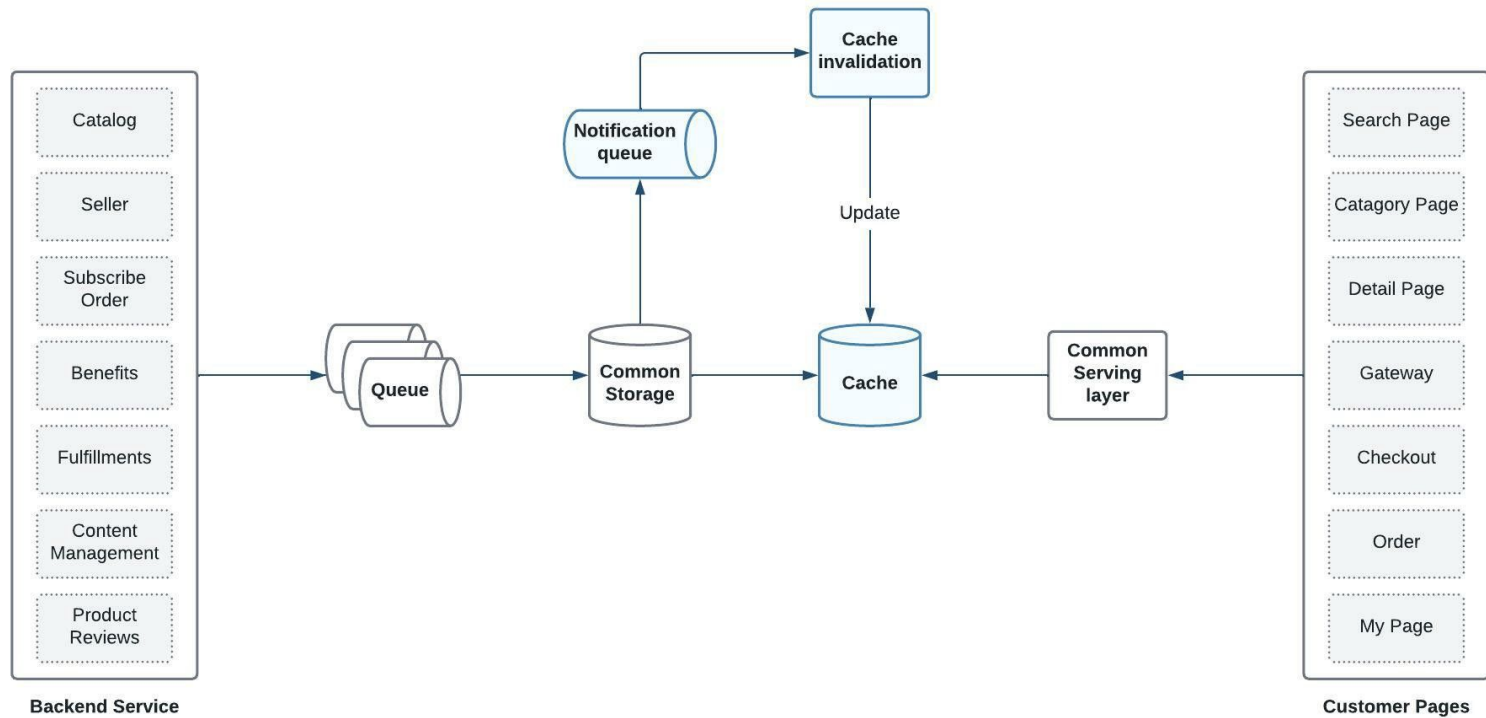 Catalog
Seller
Subscribe
Order
Benefits
Fulfillments
Content
Management
Product
Reviews
Backend Service
Queue
Common
Storage
Notification
queue
Cache
invalidation
Update
Cache
Common
Serving
layer
Search Page
Catagory Page
Detail Page
Gateway
Checkout
Order
My Page
Customer Pages